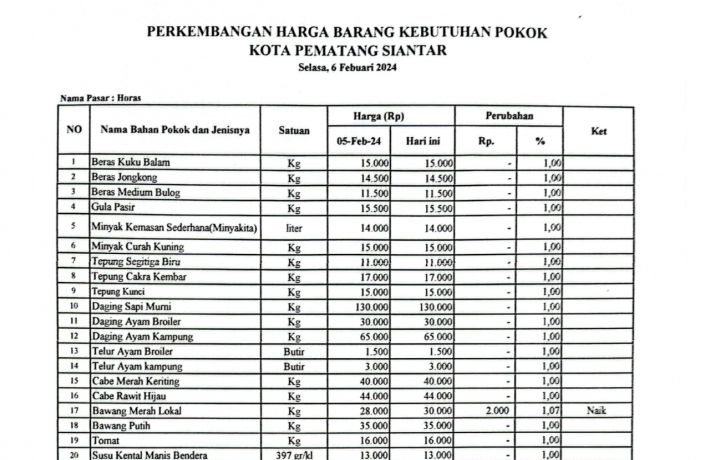 PERKEMBANGAN HARGA BARANG KEBUTUHAN POKOK
KOTA PEMATANG SIANTAR
Selasa, 6 Febuari 2024
Nama Pasar : Horas
NO Nama Bahan Pokok dan Jenisnya Satuan Harga (Rp) Perubahan Ket
05-Feb-24 Hari ini Rp. %
1 Beras Kuku Balam Kg 15.000 15.000 - 1,00
2 Beras Jongkong Kg 14.500 14.500 - 1,00
3 Beras Medium Bulog Kg 11.500 11.500 - 1,00
4 Gula Pasir Kg 15.500 15.500 - 1,00
5 Minyak Kemasan Sederhana(Minyakita) liter 14.000 14.000 - 1,00
6 Minyak Curah Kuning Kg 15.000 15.000 - 1,00
7 Tepung Segitiga Biru Kg 11.000 11.000 - 1,00
8 Tepung Cakra Kembar Kg 17.000 17.000 - 1,00
9 Tepung Kunci Kg 15.000 15.000 - 1,00
10 Daging Sapi Murni Kg 130.000 130.000 - 1,00
11 Daging Ayam Broiler Kg 30.000 30.000 - 1,00
12 Daging Ayam Kampung Kg 65.000 65.000 - 1,00
13 Telur Ayam Broiler Butir 1.500 1.500 - 1,00
14 Telur Ayam kampung Butir 3.000 3.000 - 1,00
15 Cabe Merah Keriting Kg 40.000 40.000 - 1,00
16 Cabe Rawit Hijau Kg 44.000 44.000 - 1,00
17 Bawang Merah Lokal Kg 28.000 30.000 2.000 1,07 Naik
18 Bawang Putih Kg 35.000 35.000 - 1,00
19 Tomat Kg 16.000 16.000 - 1,00
20 Susu Kental Manis Bendera 397 gr/kl 13.000 13.000 - 1,00